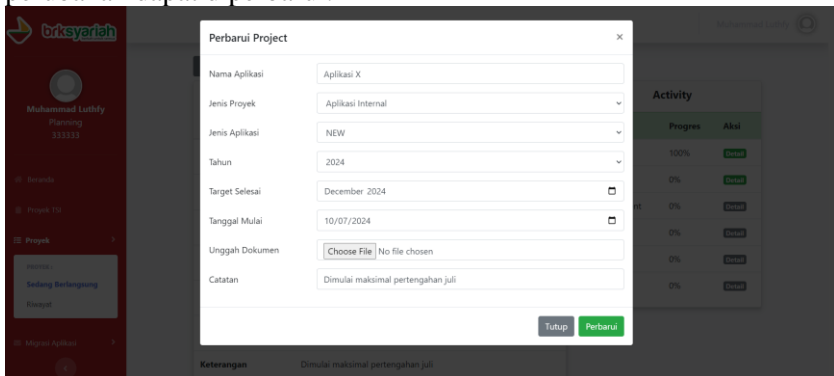 brksyariah
Muhammad Luthfy
Muhammad Luthfy
Planning
333333
Beranda
Proyek TSI
Proyek
Sedang Berlangsung
Riwayat
Migrasi Aplikasi
Perbarui Project
×
Nama Aplikasi
Aplikasi X
Jenis Proyek
Aplikasi Internal
Jenis Aplikasi
NEW
Tahun
2024
Target Selesai
December 2024
Tanggal Mulai
10/07/2024
Unggah Dokumen
Choose File No file chosen
Catatan
Dimulai maksimal pertengahan juli
Tutup
Perbarui
Activity
Progres Aksi
100% Detail
0% Detail
0% Detail
0% Detail
0% Detail
0% Detail
Keterangan Dimulai maksimal pertengahan juli